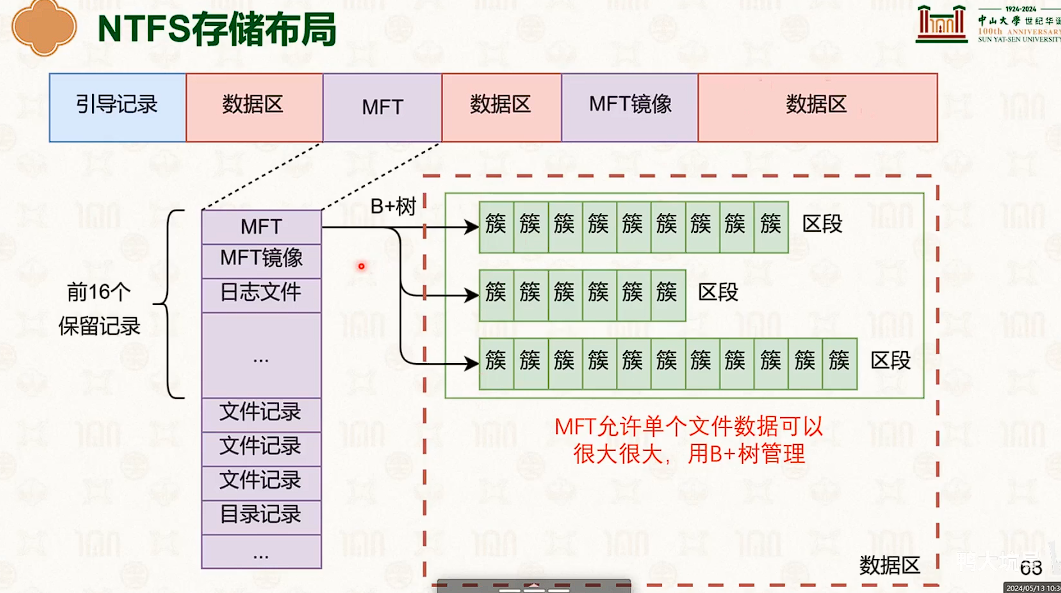 NTFS存储布局
1924-2024
中山大學 世纪华诞
100th ANNIVERSARY
SUN YAT-SEN UNIVERSITY
引导记录 数据区 MFT 数据区 MFT镜像 数据区
B+树
MFT
MFT镜像
日志文件
...
前16个
保留记录
文件记录
文件记录
文件记录
目录记录
...
簇 簇 簇 簇 簇 簇 簇 簇 簇 区段
簇 簇 簇 簇 簇 簇 区段
簇 簇 簇 簇 簇 簇 簇 簇 簇 簇 簇 区段
MFT允许单个文件数据可以
很大很大，用B+树管理
数据区
63
2024/05/13 10:3